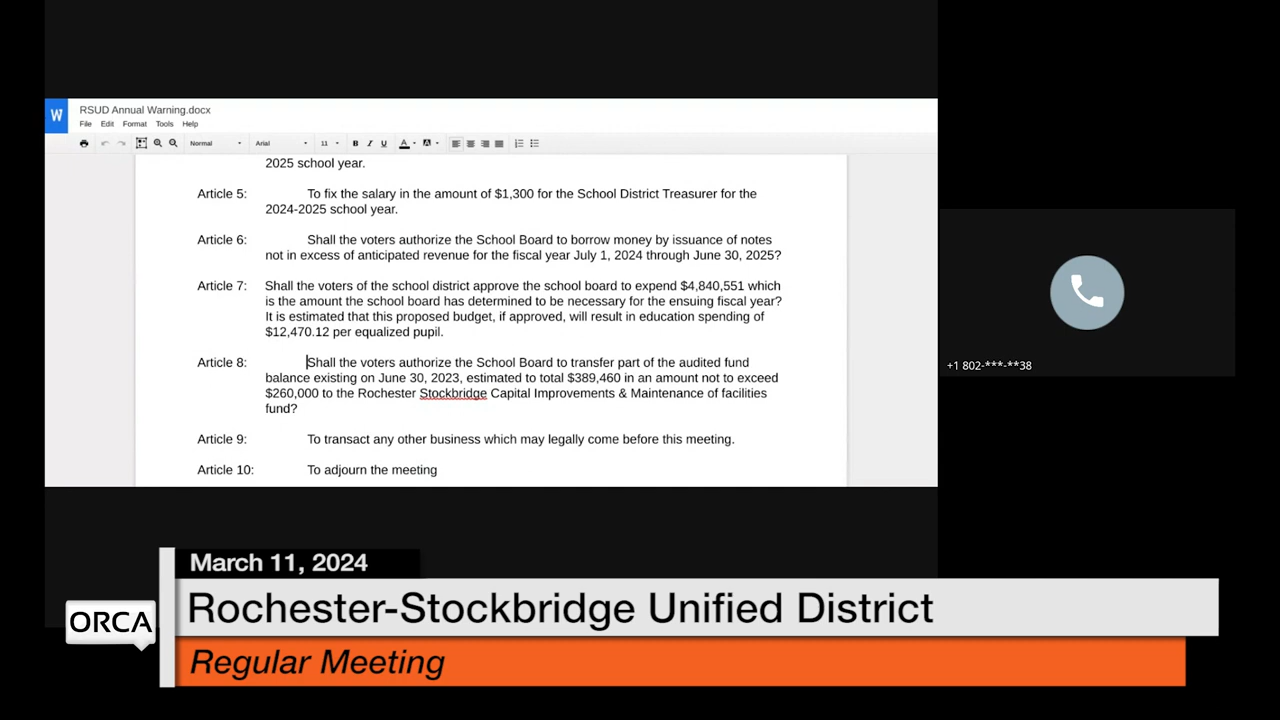 RSUD Annual Warning.docx
File Edit Format Tools Help
Normal Arial 11 B I U A A
2025 school year.
Article 5: To fix the salary in the amount of $1,300 for the School District Treasurer for the
2024-2025 school year.
Article 6: Shall the voters authorize the School Board to borrow money by issuance of notes
not in excess of anticipated revenue for the fiscal year July 1, 2024 through June 30, 2025?
Article 7: Shall the voters of the school district approve the school board to expend $4,840,551 which
is the amount the school board has determined to be necessary for the ensuing fiscal year?
It is estimated that this proposed budget, if approved, will result in education spending of
$12,470.12 per equalized pupil.
Article 8: Shall the voters authorize the School Board to transfer part of the audited fund
balance existing on June 30, 2023, estimated to total $389,460 in an amount not to exceed
$260,000 to the Rochester Stockbridge Capital Improvements & Maintenance of facilities
fund?
Article 9: To transact any other business which may legally come before this meeting.
Article 10: To adjourn the meeting
+1 802-***-**38
March 11, 2024
Rochester-Stockbridge Unified District
ORCA
Regular Meeting